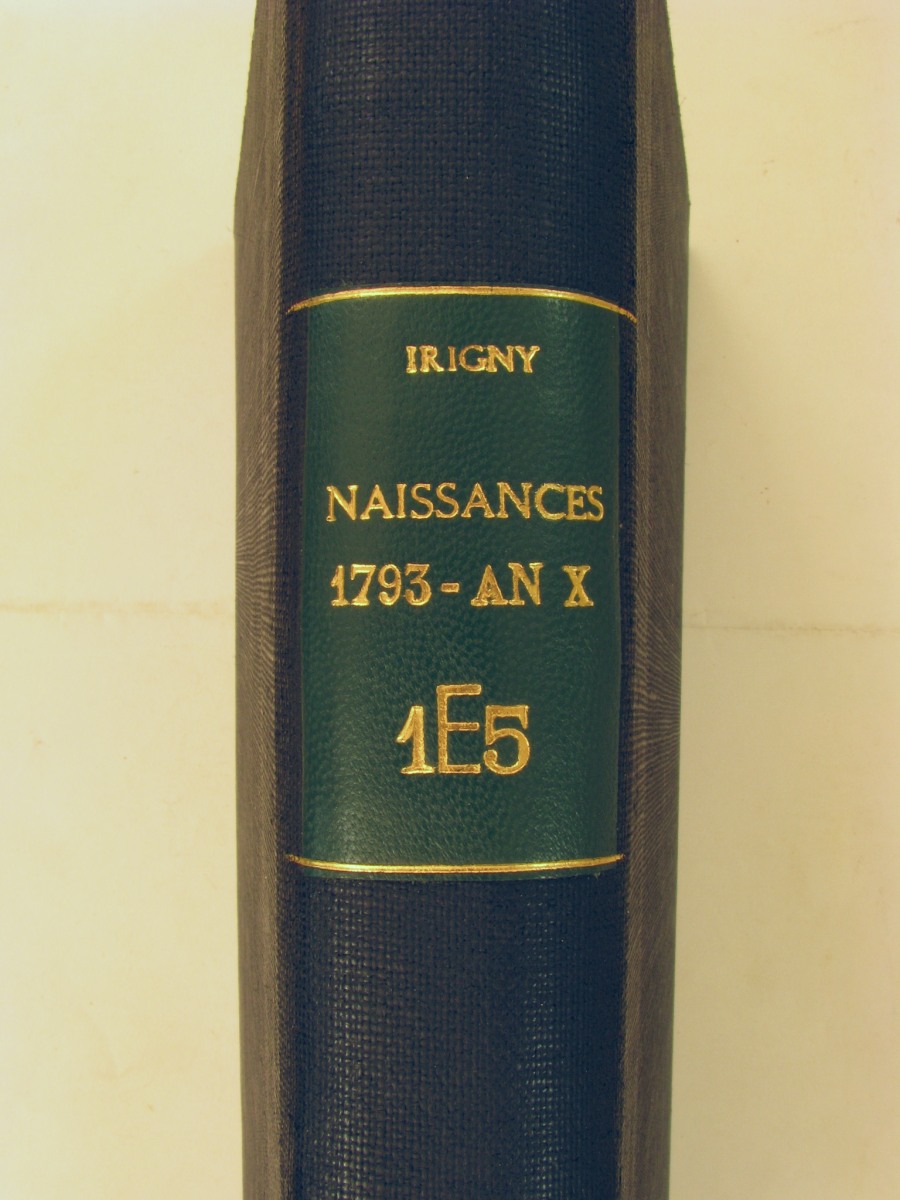 IRIGNY
NAISSANCES
1793 - AN X
1E5